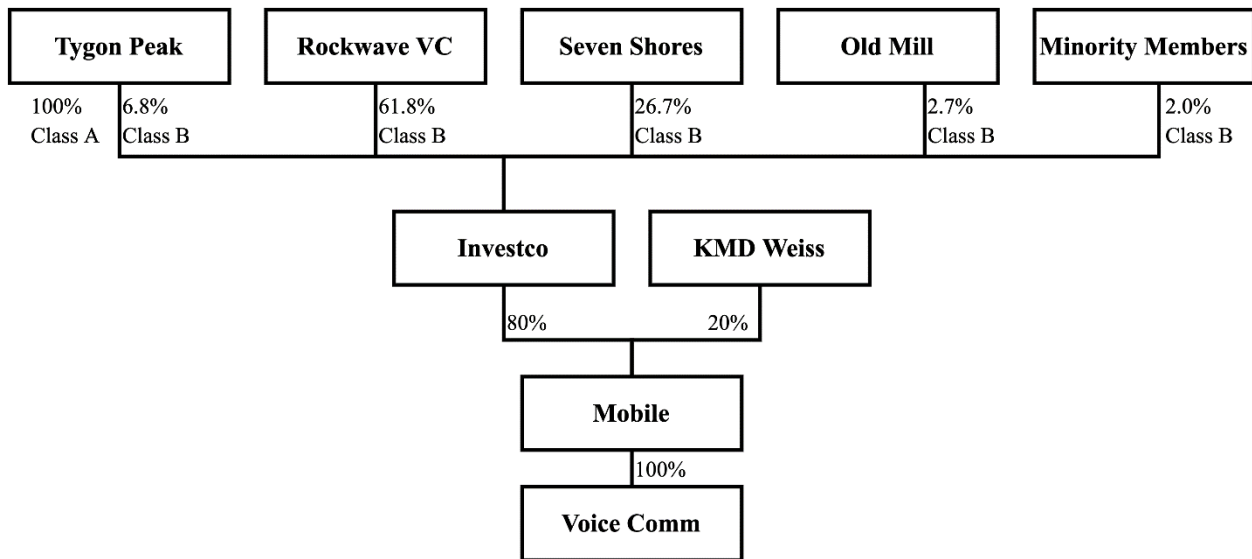 Tygon Peak
Rockwave VC
Seven Shores
Old Mill
Minority Members
100%
Class A
6.8%
Class B
61.8%
Class B
26.7%
Class B
2.7%
Class B
2.0%
Class B
Investco
KMD Weiss
80%
20%
Mobile
100%
Voice Comm